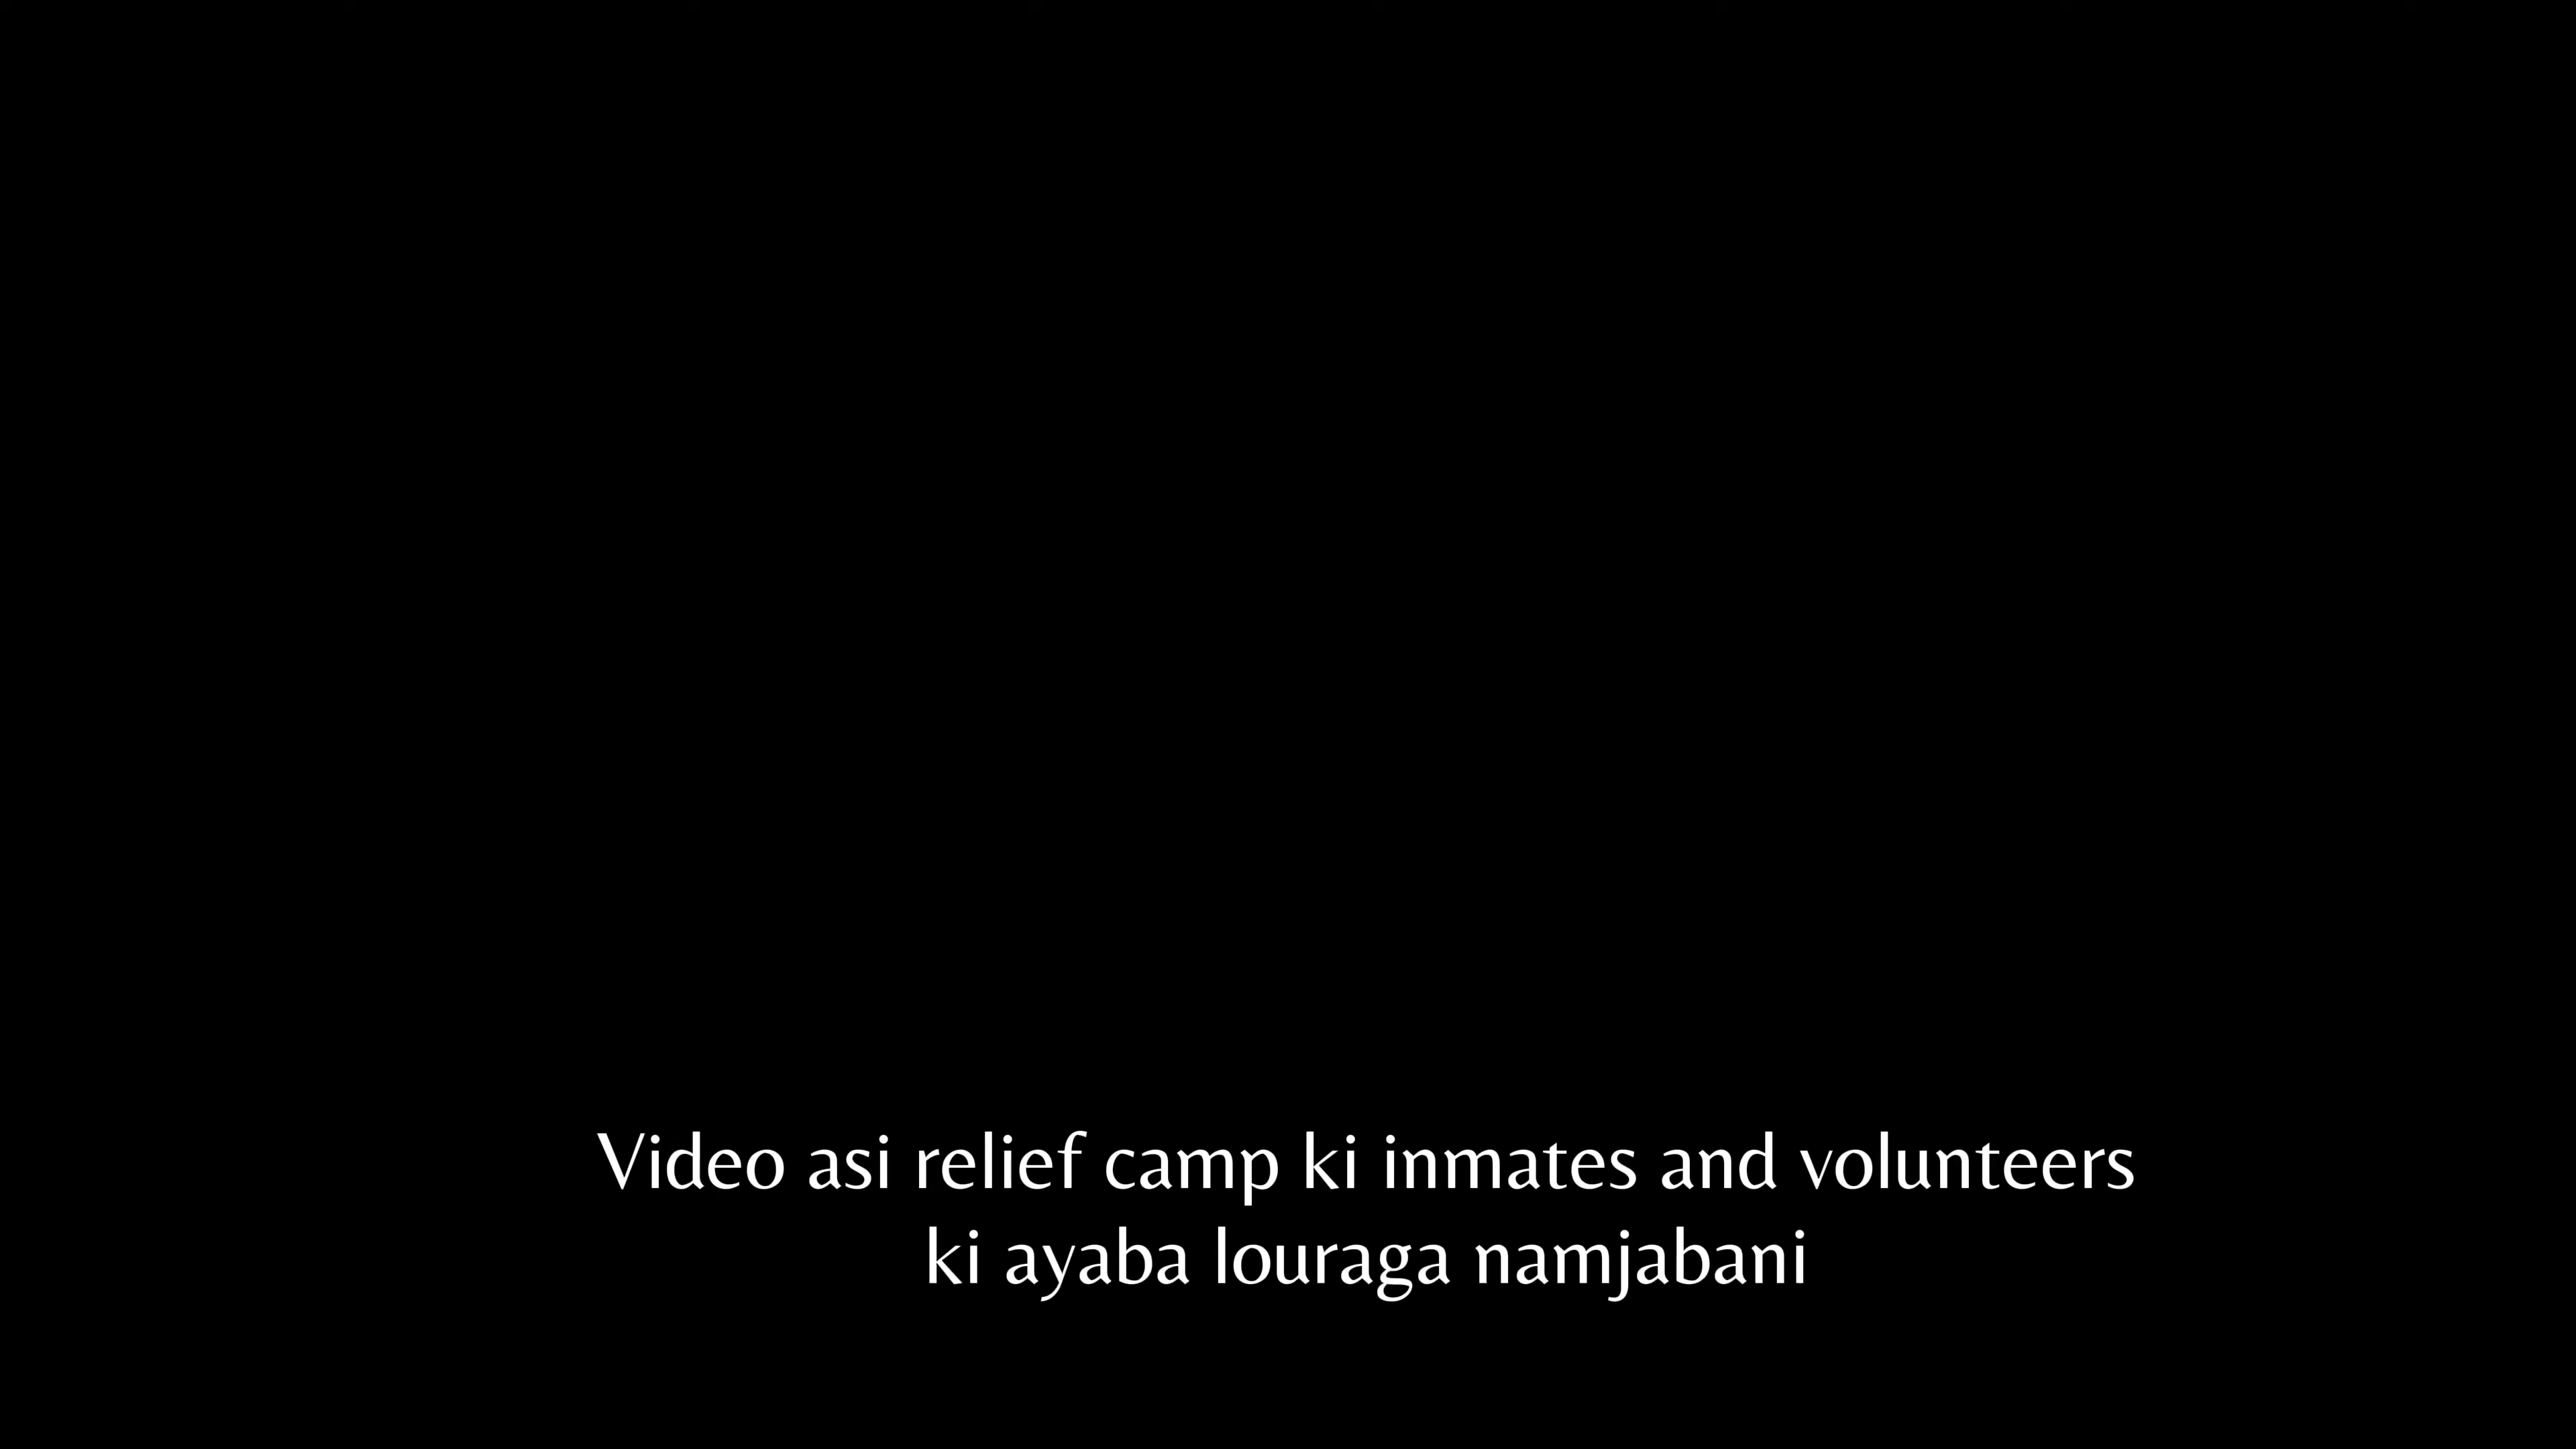 Video asi relief camp ki inmates and volunteers
ki ayaba louraga namjabani